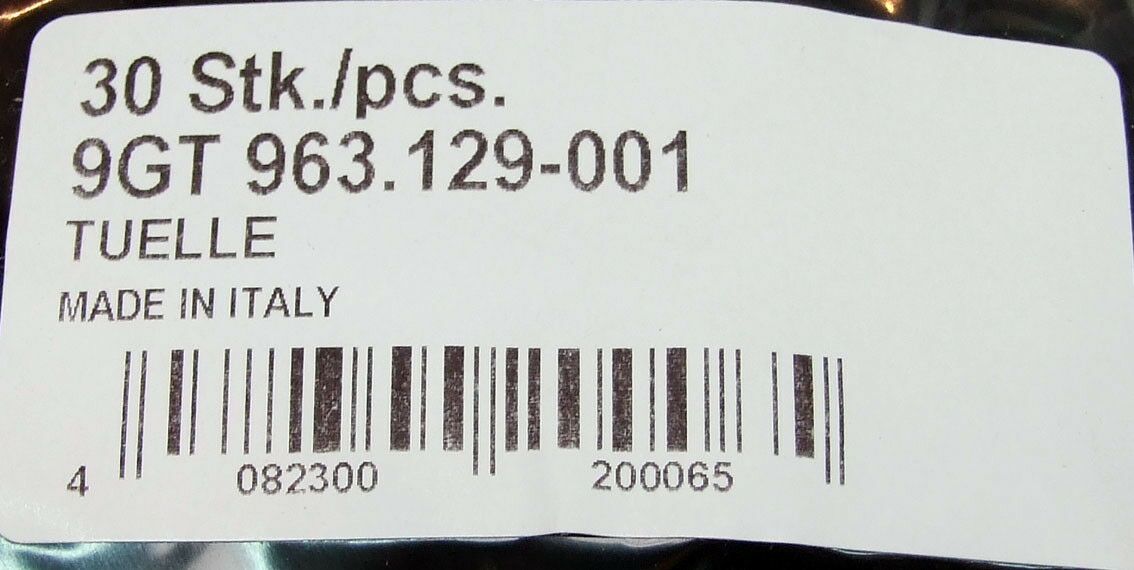 30 Stk./pcs.
9GT 963.129-001
TUELLE
MADE IN ITALY
4 082300 200065